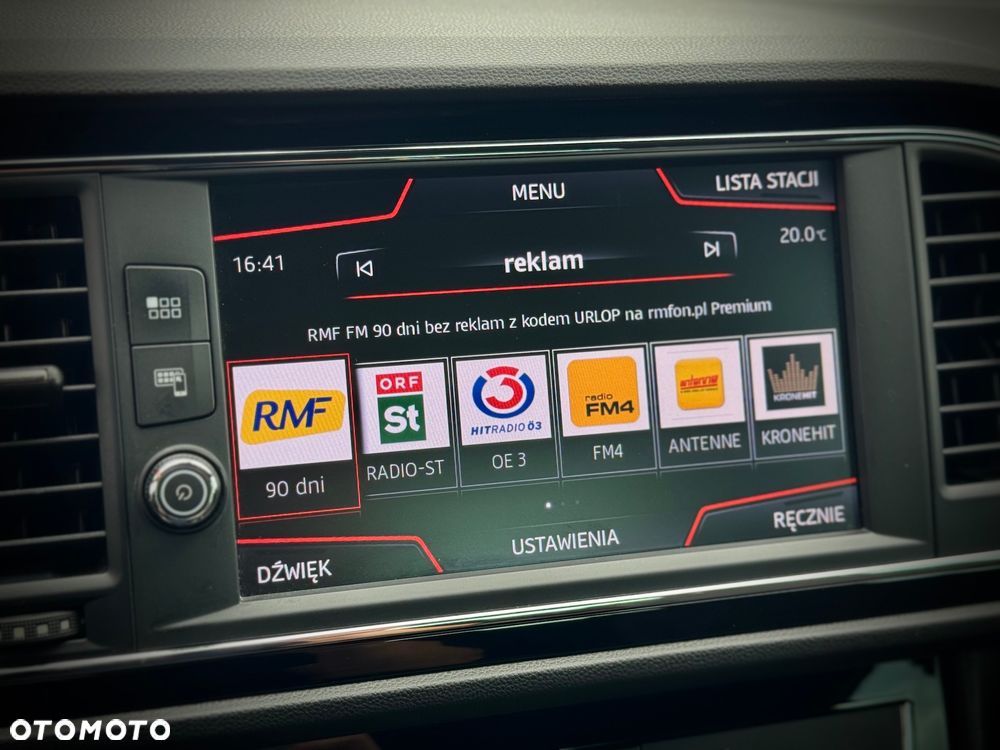 MENU
LISTA STACJI
16:41
reklam
20.0°C
RMF FM 90 dni bez reklam z kodem URLOP na rmfon.pl Premium
RMF
ORF
St
HITRADIO Ö3
radio
FM4
KRONEHIT
90 dni
RADIO-ST
OE 3
FM4
ANTENNE
KRONEHIT
DŹWIĘK
USTAWIENIA
RĘCZNIE
OTOMOTO